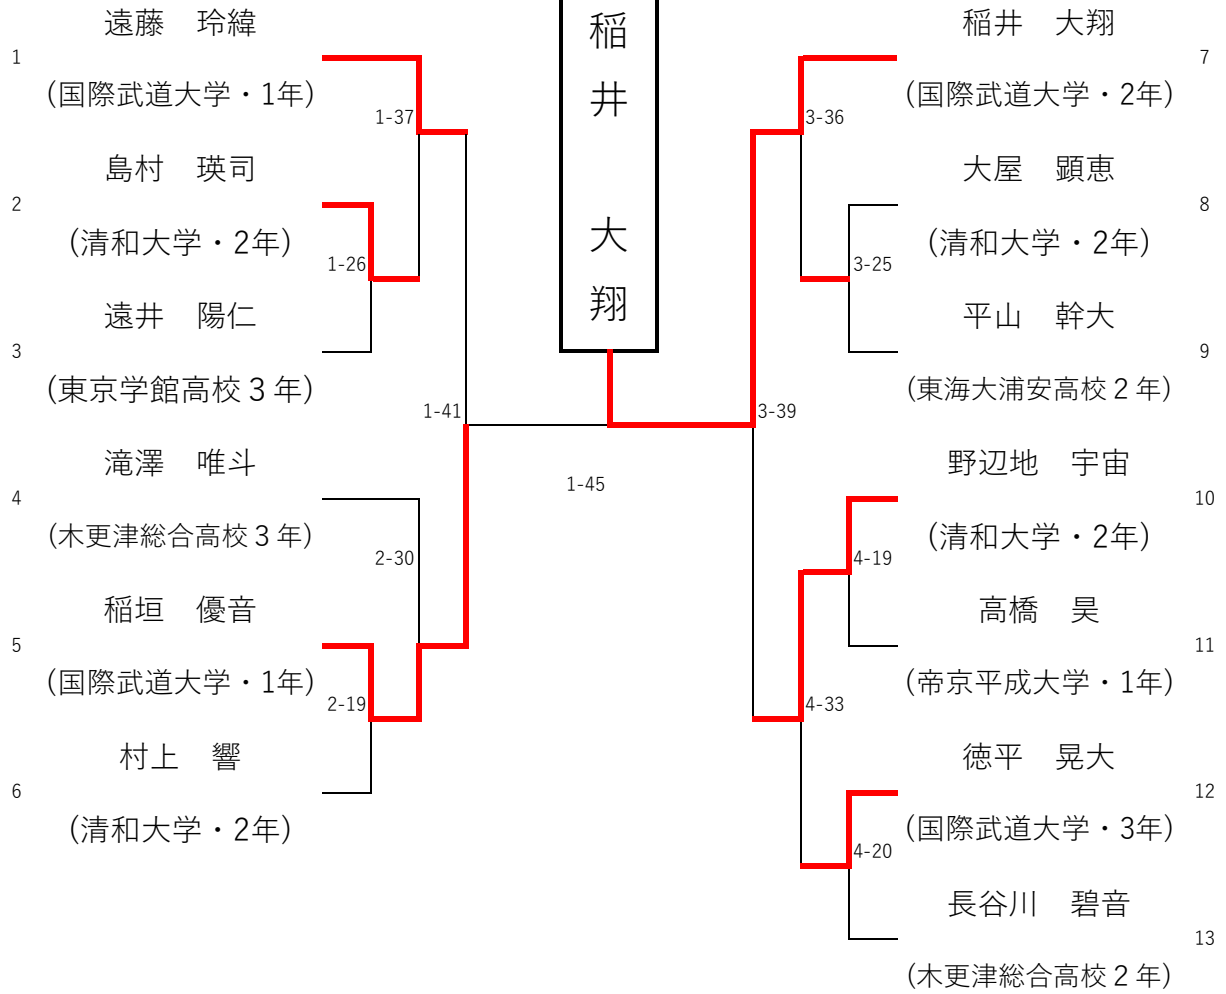 遠藤　玲緯
1
(国際武道大学・1年)
1-37
島村　瑛司
2
(清和大学・2年)
1-26
遠井　陽仁
3
(東京学館高校３年)
1-41
滝澤　唯斗
4
(木更津総合高校３年)
2-30
稲垣　優音
5
(国際武道大学・1年)
2-19
村上　響
6
(清和大学・2年)
稲井　大翔
1-45
稲井　大翔
7
(国際武道大学・2年)
3-36
大屋　顕恵
8
(清和大学・2年)
3-25
平山　幹大
9
(東海大浦安高校２年)
3-39
野辺地　宇宙
10
(清和大学・2年)
4-19
高橋　昊
11
(帝京平成大学・1年)
4-33
徳平　晃大
12
(国際武道大学・3年)
4-20
長谷川　碧音
13
(木更津総合高校２年)